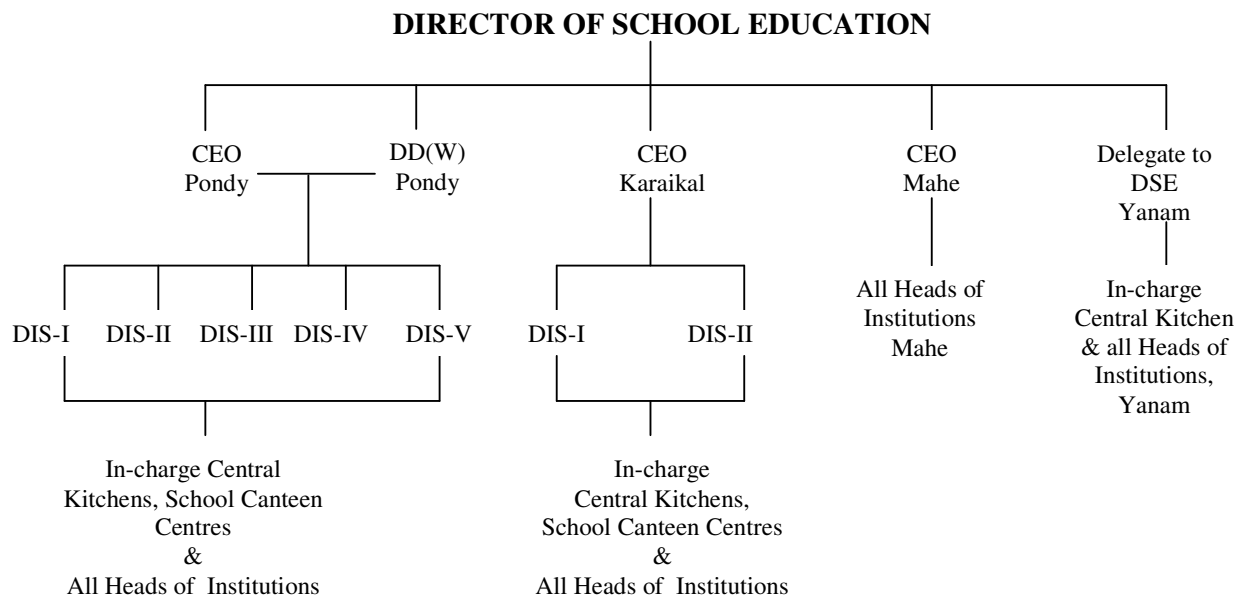 DIRECTOR OF SCHOOL EDUCATION
CEO
Pondy
DD(W)
Pondy
CEO
Karaikal
CEO
Mahe
Delegate to
DSE
Yanam
DIS-I
DIS-II
DIS-III
DIS-IV
DIS-V
DIS-I
DIS-II
All Heads of
Institutions
Mahe
In-charge
Central Kitchen
& all Heads of
Institutions,
Yanam
In-charge Central
Kitchens, School Canteen
Centres
&
All Heads of Institutions
In-charge
Central Kitchens,
School Canteen Centres
&
All Heads of Institutions